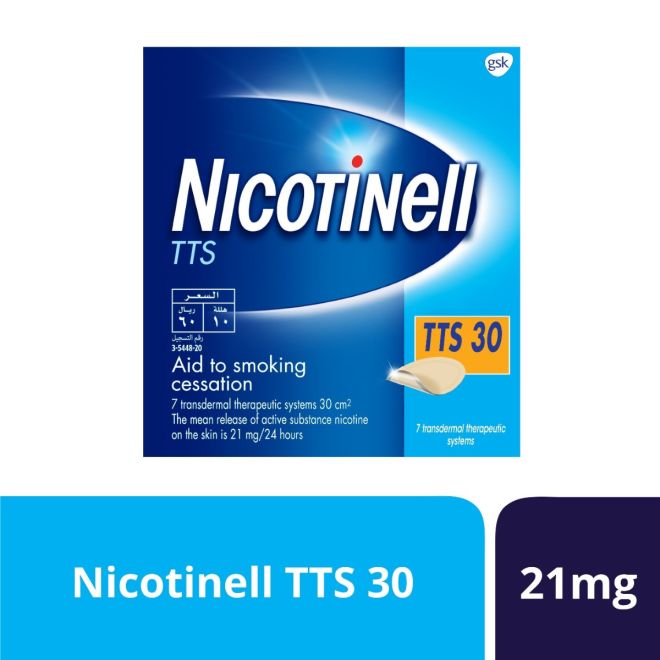 gsk
Nicotinell
TTS
السعر
ريال هللة
٦٠ ١٠
رقم التسجيل
3-5448-20
Aid to smoking
cessation
7 transdermal therapeutic systems 30 cm2
The mean release of active substance nicotine
on the skin is 21 mg/24 hours
TTS 30
7 transdermal therapeutic
systems
Nicotinell TTS 30
21mg